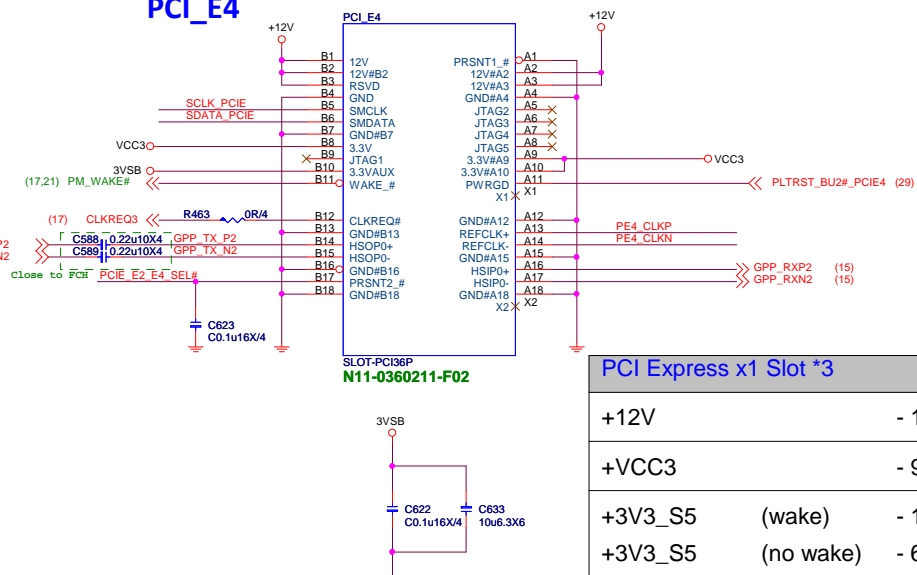 PCI_E4
PCI_E4
+12V
+12V
B1 12V
B2 12V#B2
B3 RSVD
B4 GND
SCLK_PCIE B5 SMCLK
SDATA_PCIE B6 SMDATA
B7 GND#B7
VCC3 B8 3.3V
B9 JTAG1
3VSB B10 3.3VAUX
(17,21) PM_WAKE# B11 WAKE_#
(17) CLKREQ3 R463 0R/4 B12 CLKREQ#
B13 GND#B13
P2 C588 0.22u10X4 GPP_TX_P2 B14 HSOP0+
N2 C589 0.22u10X4 GPP_TX_N2 B15 HSOP0-
Close to FCH B16 GND#B16
PCIE_E2_E4_SEL# B17 PRSNT2_#
B18 GND#B18
PRSNT1_# A1
12V#A2 A2
12V#A3 A3
GND#A4 A4
JTAG2 A5
JTAG3 A6
JTAG4 A7
JTAG5 A8
3.3V#A9 A9 VCC3
3.3V#A10 A10
PWRGD A11 PLTRST_BU2#_PCIE4 (29)
X1 X1
GND#A12 A12
REFCLK+ A13 PE4_CLKP
REFCLK- A14 PE4_CLKN
GND#A15 A15
HSIP0+ A16 GPP_RXP2 (15)
HSIP0- A17 GPP_RXN2 (15)
GND#A18 A18
X2 X2
C623
C0.1u16X/4
SLOT-PCI36P
N11-0360211-F02
3VSB
C622
C0.1u16X/4
C633
10u6.3X6
PCI Express x1 Slot *3
+12V - 1
+VCC3 - 9
+3V3_S5 (wake) - 1
+3V3_S5 (no wake) - 6